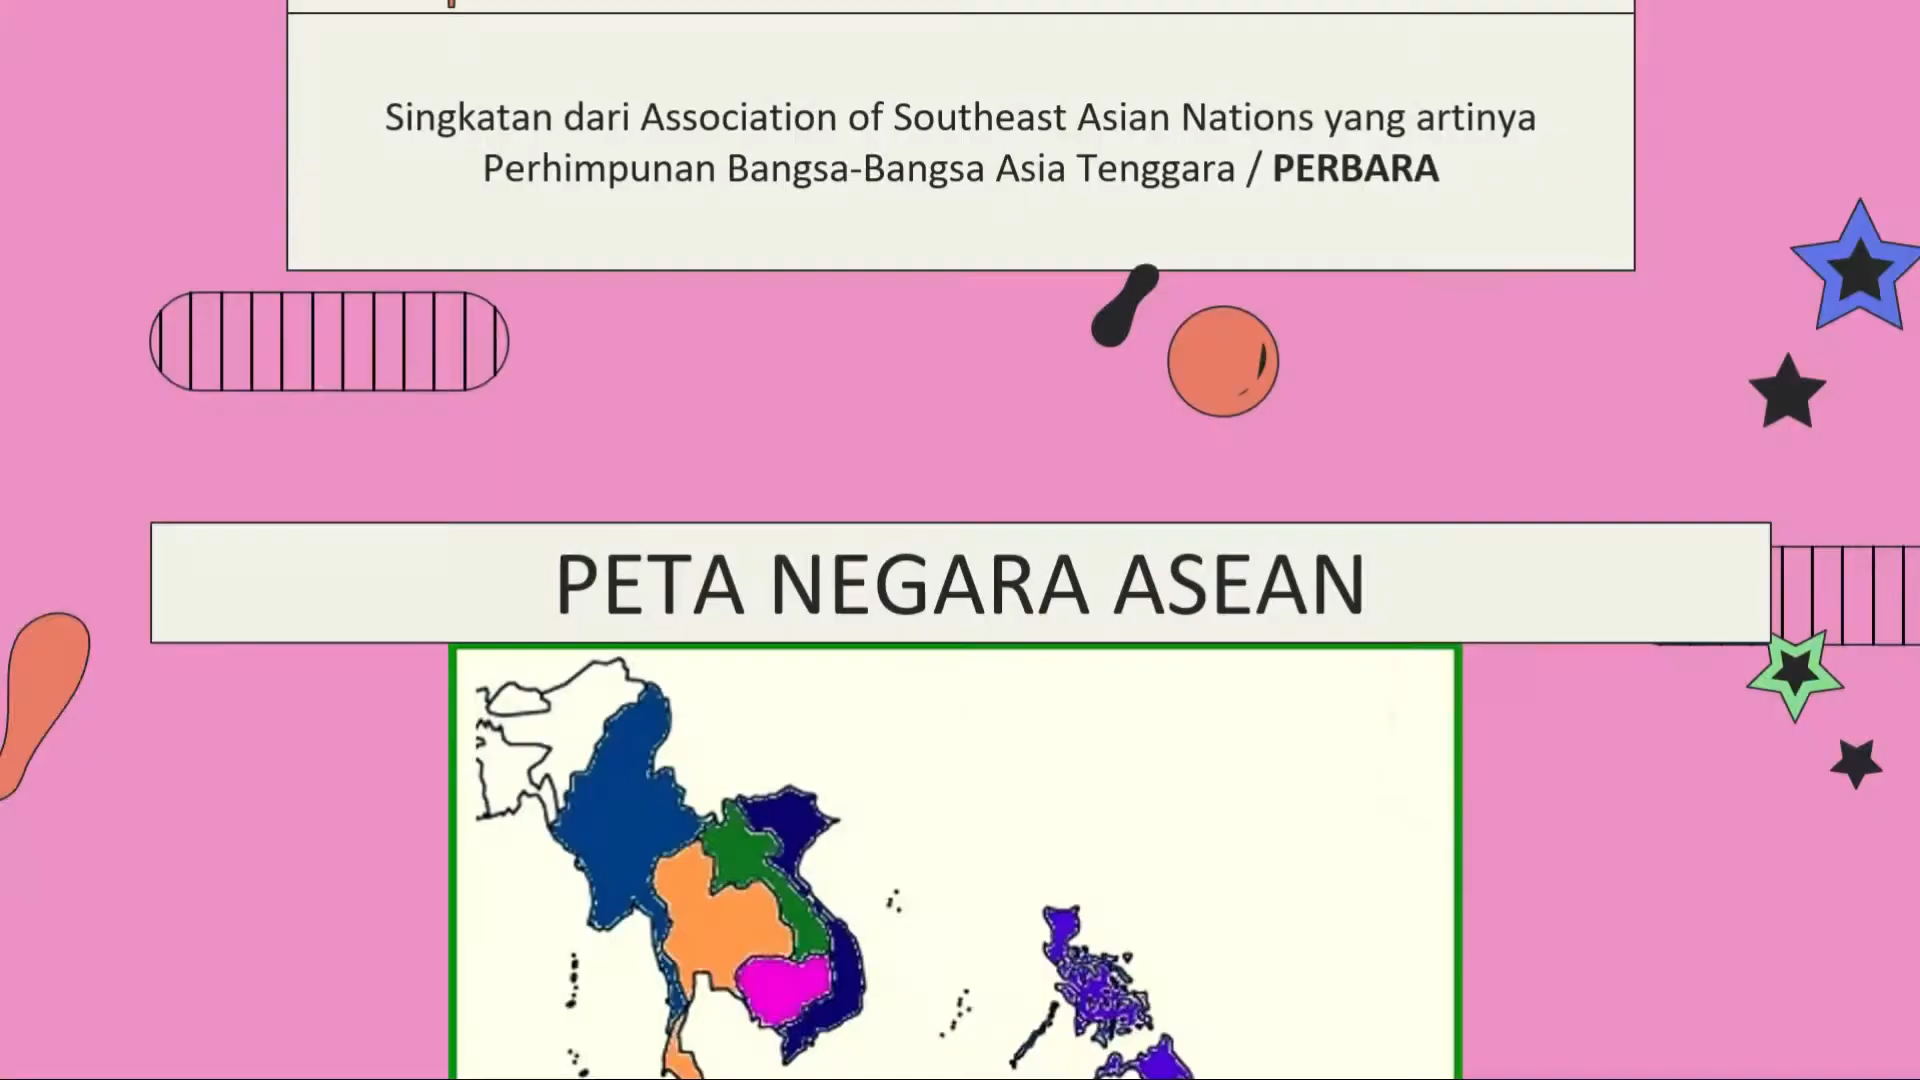 Singkatan dari Association of Southeast Asian Nations yang artinya
Perhimpunan Bangsa-Bangsa Asia Tenggara / PERBARA
PETA NEGARA ASEAN